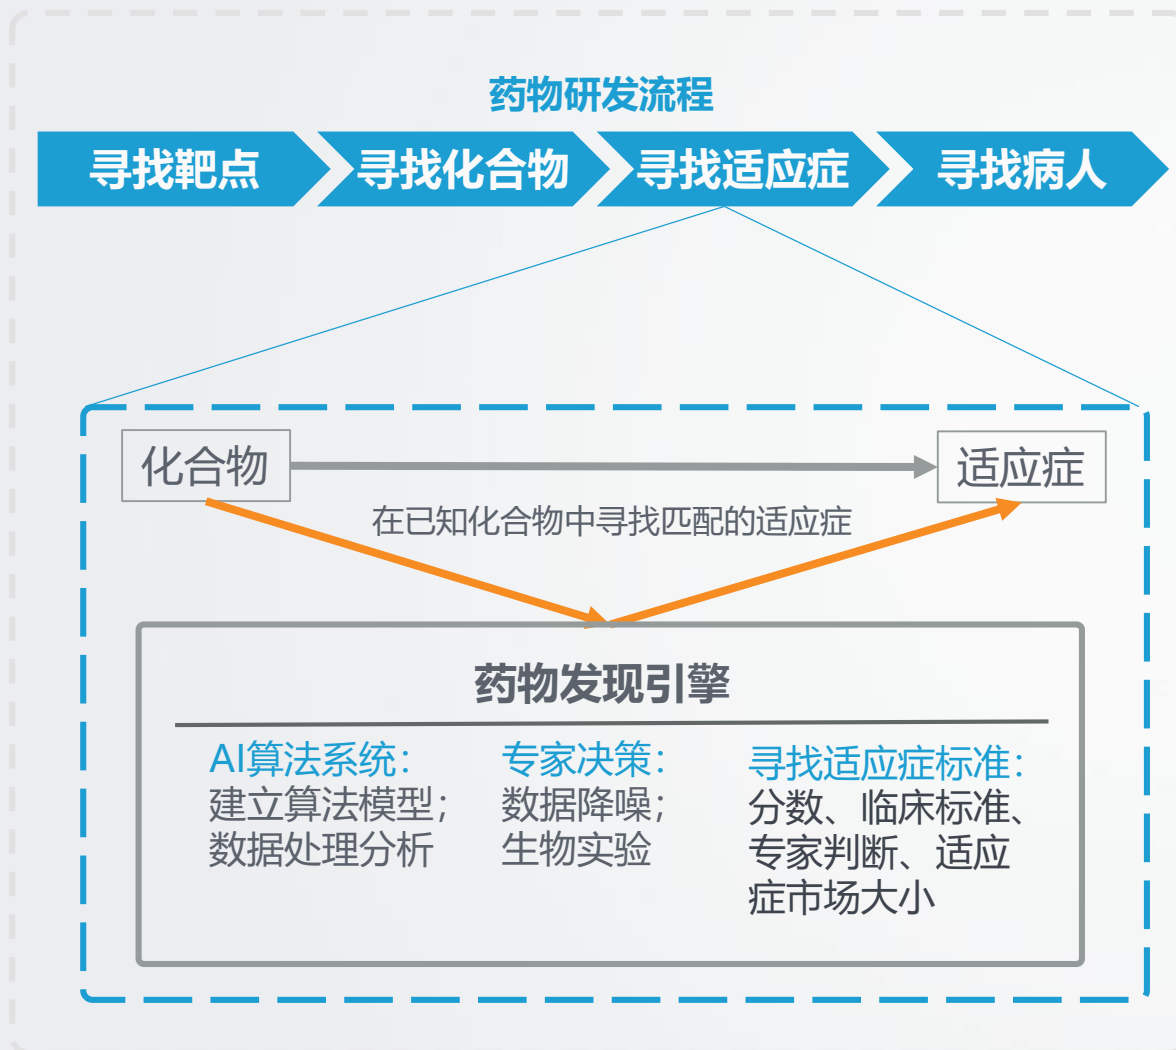 药物研发流程
寻找靶点
寻找化合物
寻找适应症
寻找病人
化合物
适应症
在已知化合物中寻找匹配的适应症
药物发现引擎
AI算法系统：
建立算法模型；
数据处理分析
专家决策：
数据降噪；
生物实验
寻找适应症标准：
分数、临床标准、
专家判断、适应
症市场大小